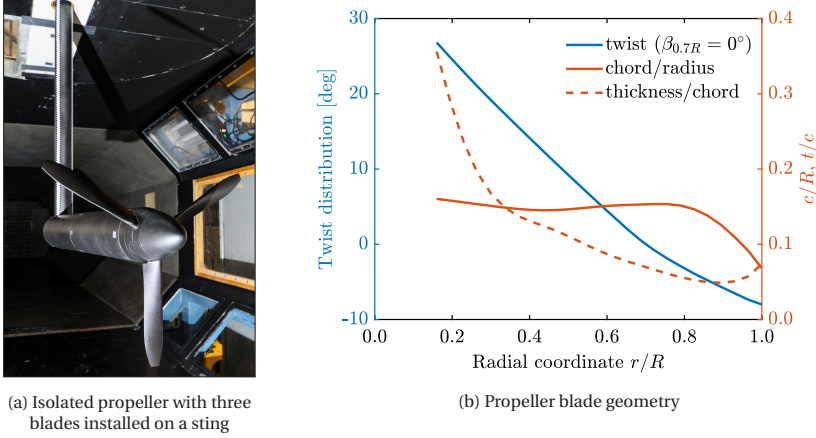 30
20
10
0
-10
Twist distribution [deg]
twist (β0.7R = 0°)
chord/radius
thickness/chord
0.4
0.3
0.2
0.1
0.0
c/R, t/c
0.0 0.2 0.4 0.6 0.8 1.0
Radial coordinate r/R
(a) Isolated propeller with three
blades installed on a sting
(b) Propeller blade geometry